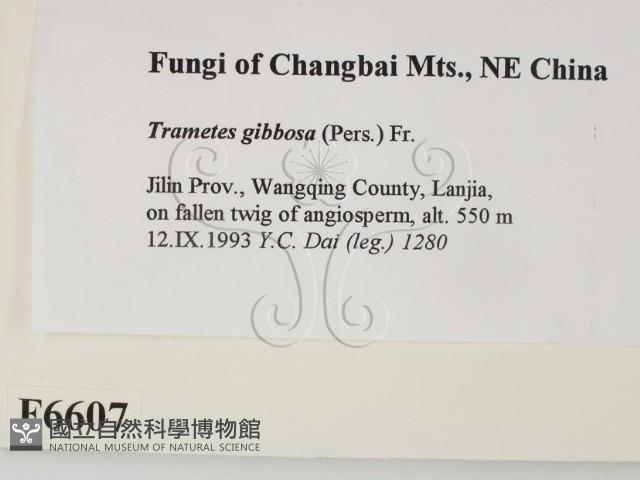 Fungi of Changbai Mts., NE China
Trametes gibbosa (Pers.) Fr.
Jilin Prov., Wangqing County, Lanjia,
on fallen twig of angiosperm, alt. 550 m
12.IX.1993 Y.C. Dai (leg.) 1280
F6607
國立自然科學博物館
NATIONAL MUSEUM OF NATURAL SCIENCE